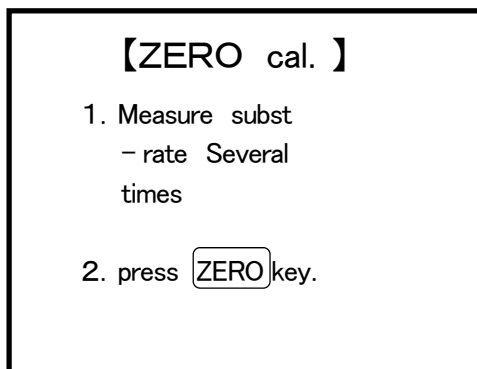 【ZERO cal. 】
1. Measure subst
－rate Several
times
2. press ZERO key.